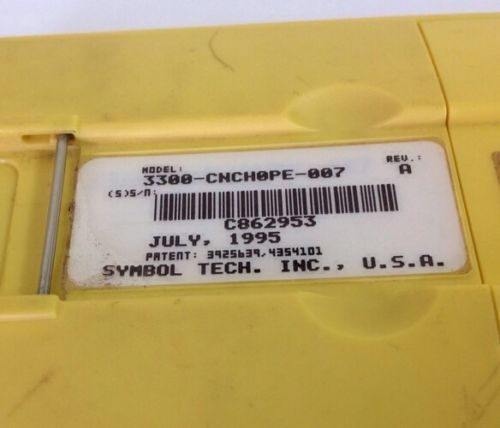 MODEL: REV.:
3300-CNCH0PE-007 A
(S)S/N:
C862953
JULY, 1995
PATENT: 3925639,4354101
SYMBOL TECH. INC., U.S.A.